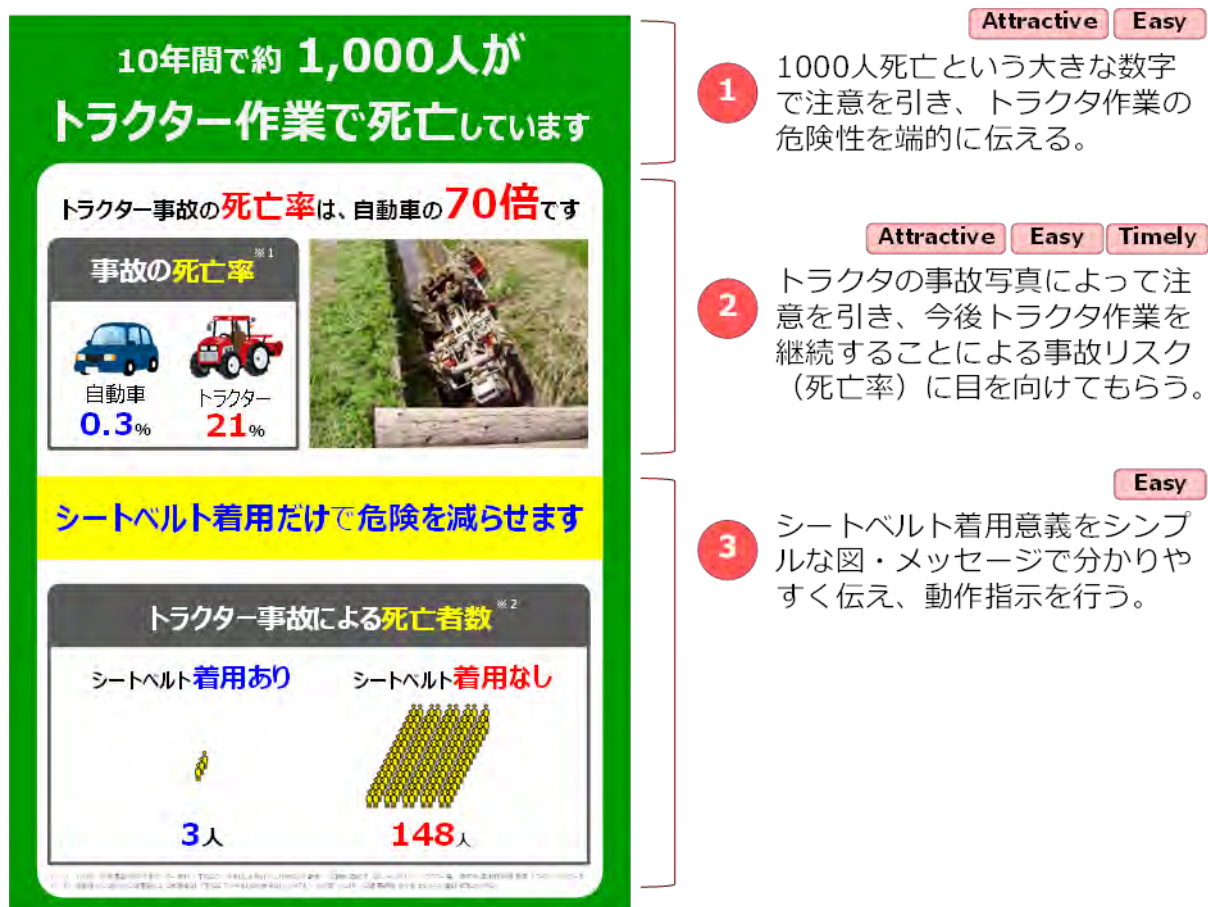 10年間で約 1,000人が
トラクター作業で死亡しています
トラクター事故の死亡率は、自動車の70倍です
事故の死亡率※1
自動車
0.3%
トラクター
21%
シートベルト着用だけで危険を減らせます
トラクター事故による死亡者数※2
シートベルト着用あり
3人
シートベルト着用なし
148人
Attractive Easy
1
1000人死亡という大きな数字
で注意を引き、トラクタ作業の
危険性を端的に伝える。
Attractive Easy Timely
2
トラクタの事故写真によって注
意を引き、今後トラクタ作業を
継続することによる事故リスク
（死亡率）に目を向けてもらう。
Easy
3
シートベルト着用意義をシンプ
ルな図・メッセージで分かりや
すく伝え、動作指示を行う。